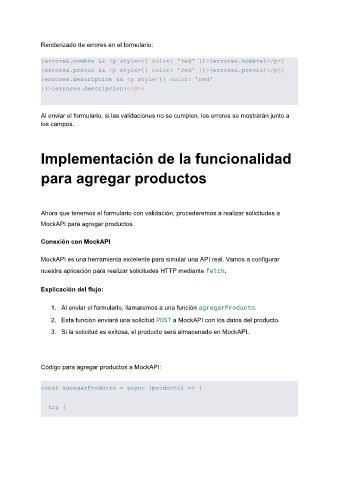 Renderizado de errores en el formulario:
{errores.nombre && <p style={{ color: 'red' }}>{errores.nombre}</p>}
{errores.precio && <p style={{ color: 'red' }}>{errores.precio}</p>}
{errores.descripcion && <p style={{ color: 'red'
}}>{errores.descripcion}</p>}
Al enviar el formulario, si las validaciones no se cumplen, los errores se mostrarán junto a
los campos.
Implementación de la funcionalidad
para agregar productos
Ahora que tenemos el formulario con validación, procederemos a realizar solicitudes a
MockAPI para agregar productos.
Conexión con MockAPI
MockAPI es una herramienta excelente para simular una API real. Vamos a configurar
nuestra aplicación para realizar solicitudes HTTP mediante fetch.
Explicación del flujo:
1. Al enviar el formulario, llamaremos a una función agregarProducto.
2. Esta función enviará una solicitud POST a MockAPI con los datos del producto.
3. Si la solicitud es exitosa, el producto será almacenado en MockAPI.
Código para agregar productos a MockAPI:
const agregarProducto = async (producto) => {
try {